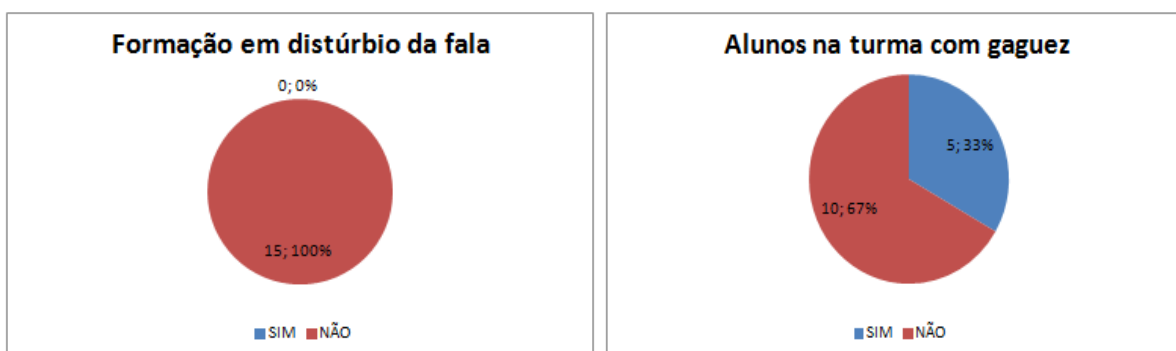 Formação em distúrbio da fala
0; 0%
15; 100%
SIM NÃO
Alunos na turma com gaguez
5; 33%
10; 67%
SIM NÃO